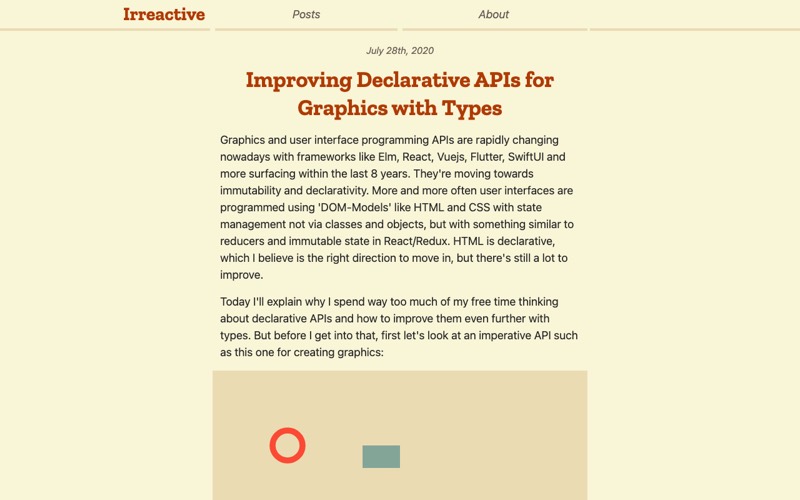 Irreactive Posts About
July 28th, 2020
Improving Declarative APIs for
Graphics with Types
Graphics and user interface programming APIs are rapidly changing
nowadays with frameworks like Elm, React, Vuejs, Flutter, SwiftUI and
more surfacing within the last 8 years. They're moving towards
immutability and declarativity. More and more often user interfaces are
programmed using 'DOM-Models' like HTML and CSS with state
management not via classes and objects, but with something similar to
reducers and immutable state in React/Redux. HTML is declarative,
which I believe is the right direction to move in, but there's still a lot to
improve.
Today I'll explain why I spend way too much of my free time thinking
about declarative APIs and how to improve them even further with
types. But before I get into that, first let's look at an imperative API such
as this one for creating graphics: